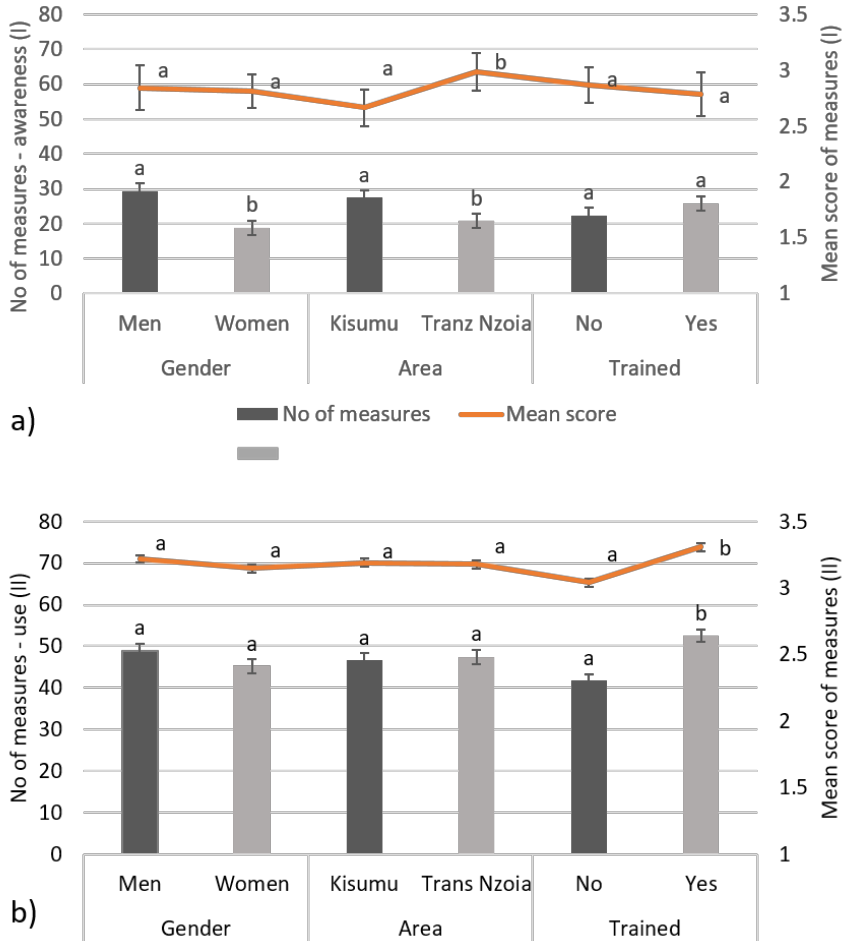 80
70
60
50
40
30
20
10
0
No of measures - awareness (I)
3.5
3
2.5
2
1.5
1
Mean score of measures (I)
a a a b a a
a b a b a a
Men Women Kisumu Tranz Nzoia No Yes
Gender Area Trained
a)
No of measures Mean score
80
70
60
50
40
30
20
10
0
No of measures - use (II)
3.5
3
2.5
2
1.5
1
Mean score of measures (II)
a a a a a b
a a a a a b
Men Women Kisumu Trans Nzoia No Yes
Gender Area Trained
b)